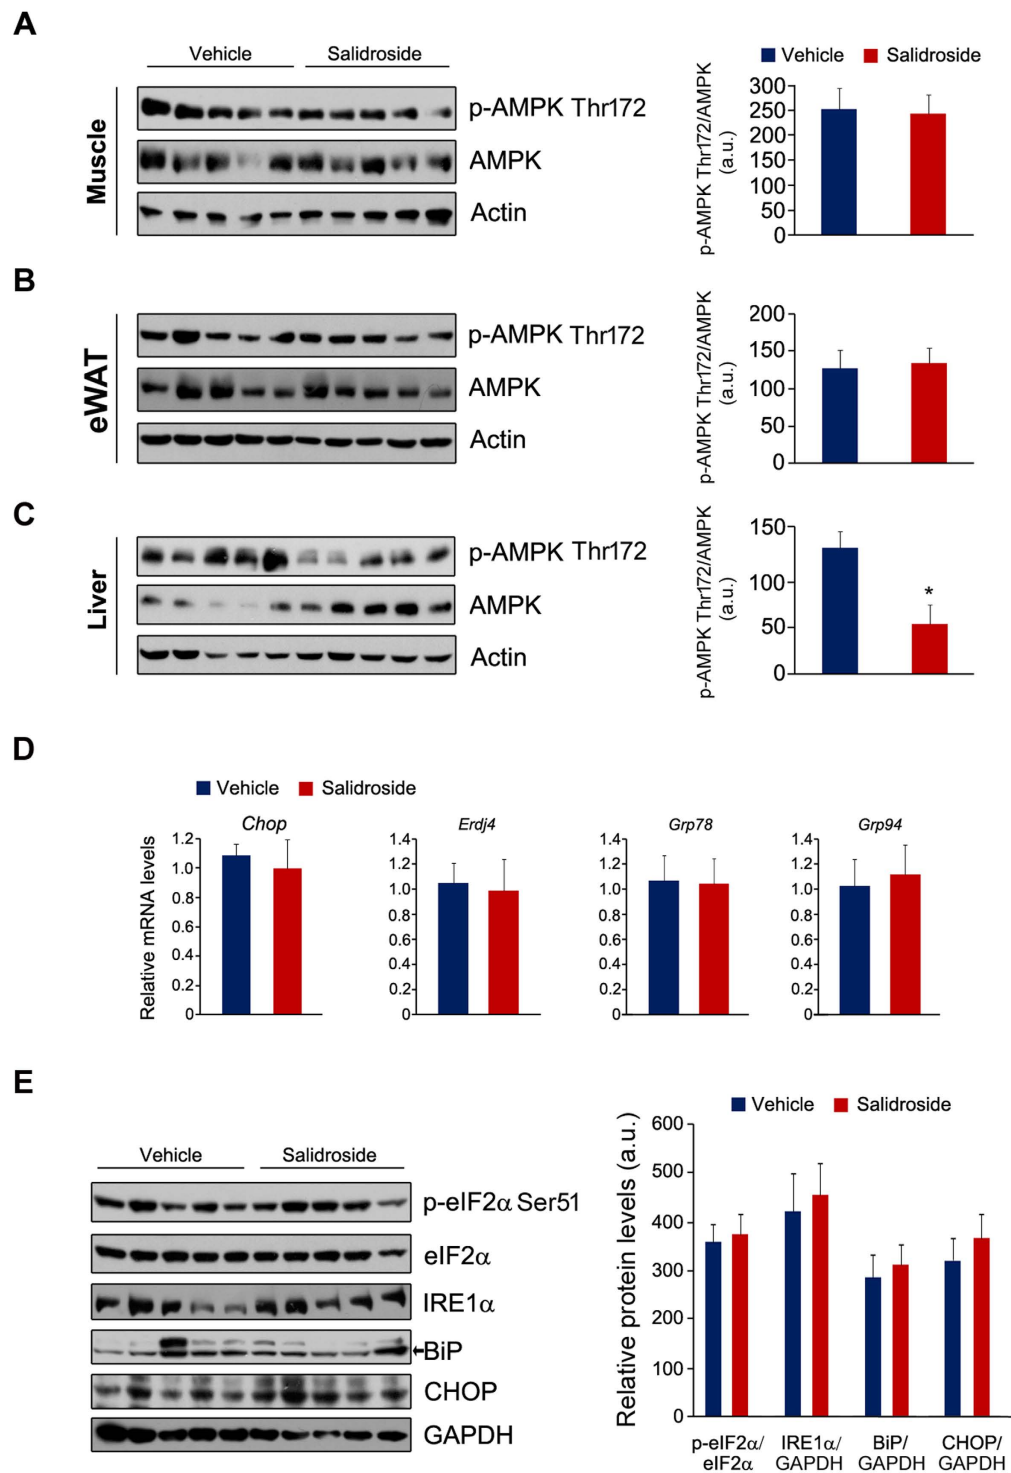 A
Vehicle Salidroside
Muscle
p-AMPK Thr172
AMPK
Actin
Vehicle Salidroside
p-AMPK Thr172/AMPK
(a.u.)
300
250
200
150
100
50
0
B
eWAT
p-AMPK Thr172
AMPK
Actin
p-AMPK Thr172/AMPK
(a.u.)
200
150
100
50
0
C
Liver
p-AMPK Thr172
AMPK
Actin
p-AMPK Thr172/AMPK
(a.u.)
150
100
50
0
*
D
Vehicle Salidroside
Relative mRNA levels
Chop
1.2
1.0
0.8
0.6
0.4
0.2
0
Erdj4
1.4
1.2
1.0
0.8
0.6
0.4
0.2
0
Grp78
1.4
1.2
1.0
0.8
0.6
0.4
0.2
0
Grp94
1.4
1.2
1.0
0.8
0.6
0.4
0.2
0
E
Vehicle Salidroside
p-eIF2α Ser51
eIF2α
IRE1α
←BiP
CHOP
GAPDH
Vehicle Salidroside
Relative protein levels (a.u.)
600
500
400
300
200
100
0
p-eIF2α/ IRE1α/ BiP/ CHOP/
eIF2α GAPDH GAPDH GAPDH